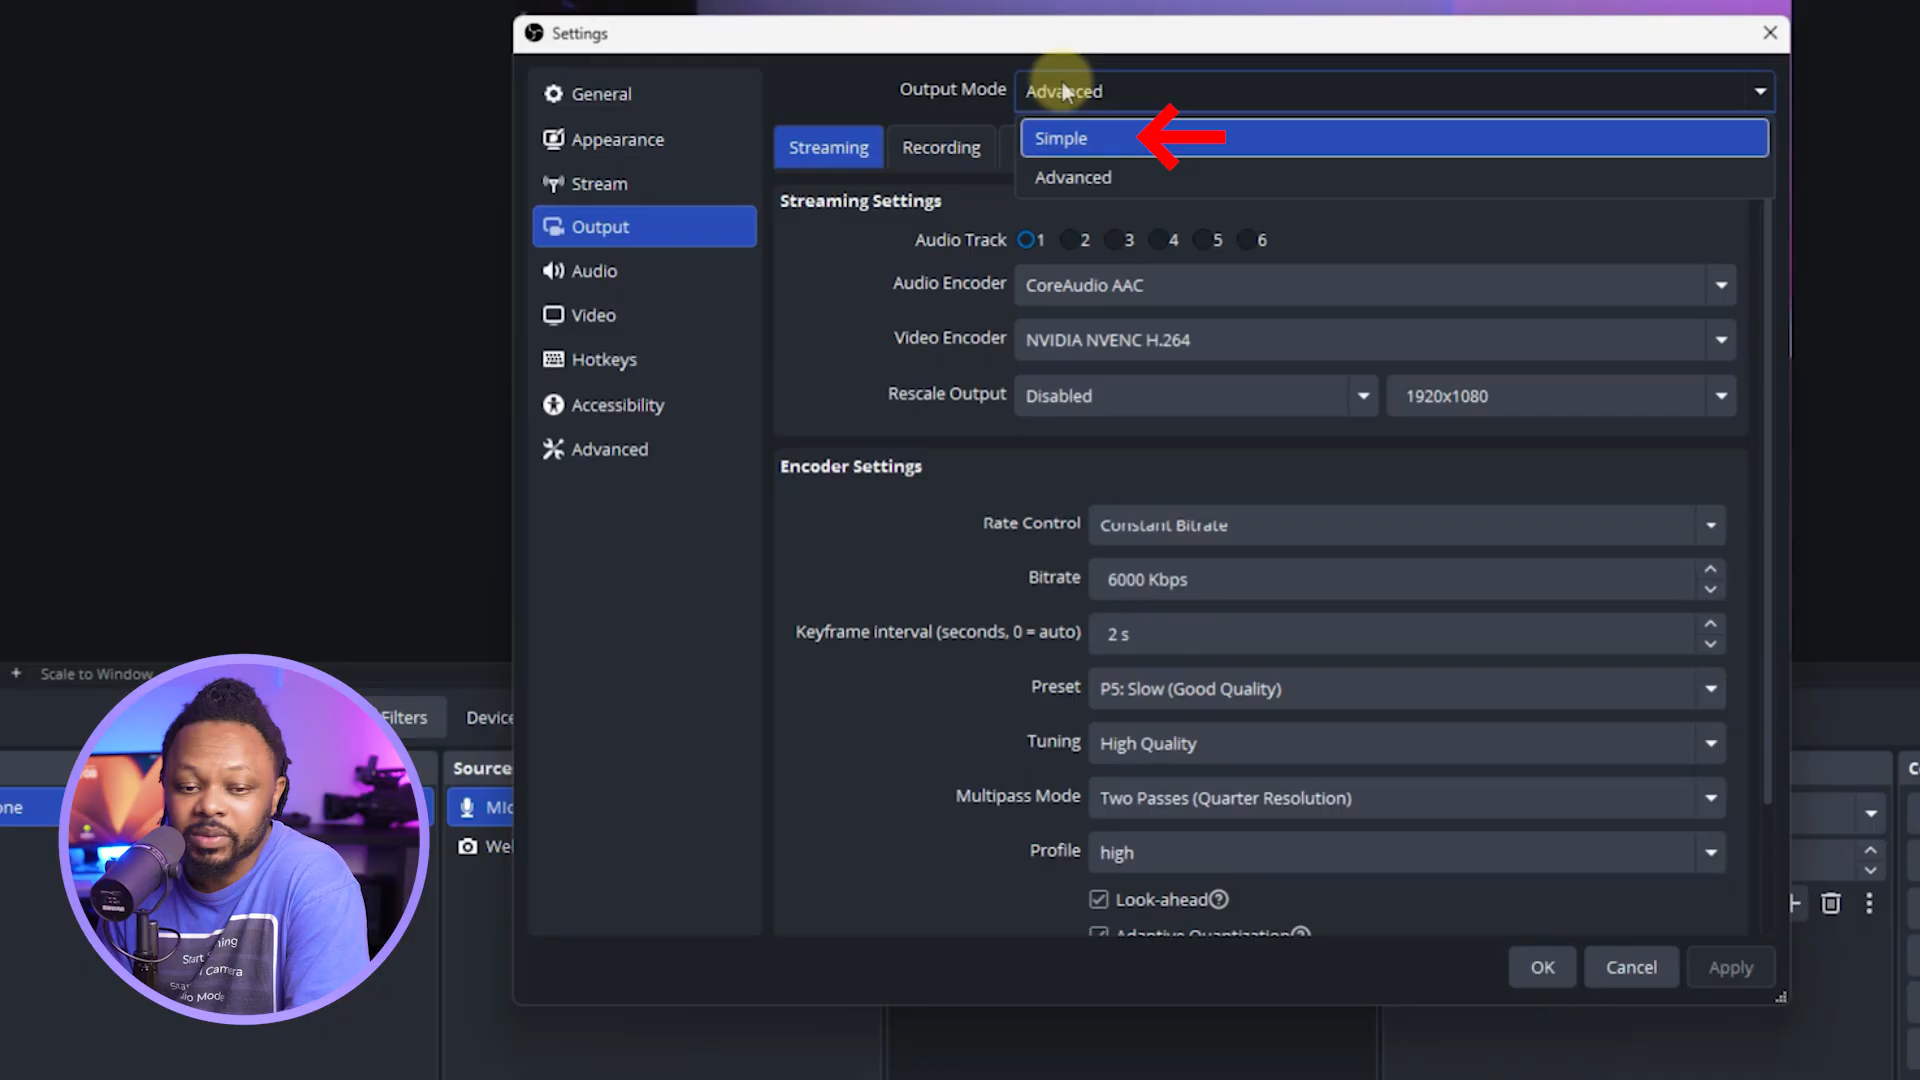 Settings
General
Appearance
Stream
Output
Audio
Video
Hotkeys
Accessibility
Advanced
Output Mode
Advanced
Simple
Advanced
Streaming
Recording
Streaming Settings
Audio Track 1 2 3 4 5 6
Audio Encoder CoreAudio AAC
Video Encoder NVIDIA NVENC H.264
Rescale Output Disabled 1920x1080
Encoder Settings
Rate Control Constant Bitrate
Bitrate 6000 Kbps
Keyframe interval (seconds, 0 = auto) 2 s
Preset P5: Slow (Good Quality)
Tuning High Quality
Multipass Mode Two Passes (Quarter Resolution)
Profile high
Look-ahead
Adaptive Quantization
OK Cancel Apply
+ Scale to Window
Filters